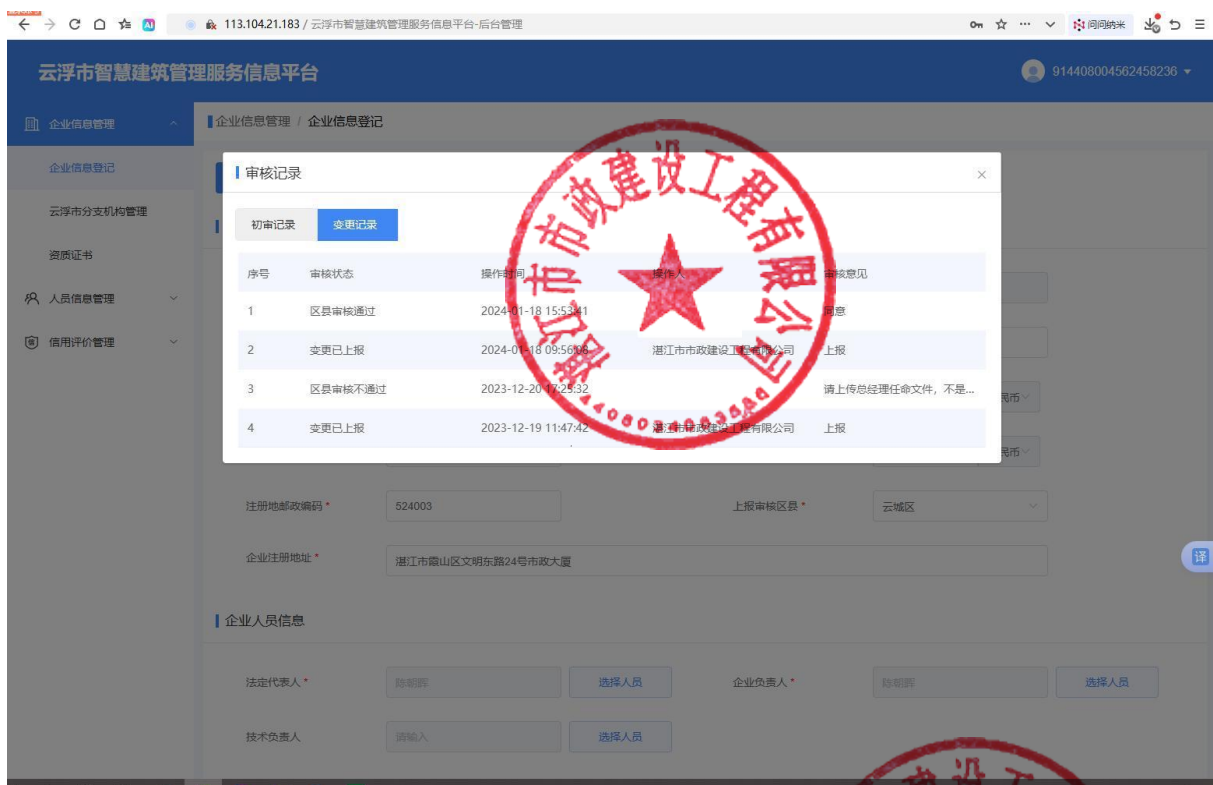 113.104.21.183 / 云浮市智慧建筑管理服务信息平台-后台管理
问问纳米
云浮市智慧建筑管理服务信息平台
914408004562458236
企业信息管理
企业信息登记
云浮市分支机构管理
资质证书
人员信息管理
信用评价管理
企业信息管理 / 企业信息登记
审核记录
初审记录 变更记录
序号 审核状态 操作时间 操作人 审核意见
1 区县审核通过 2024-01-18 15:53:41 同意
2 变更已上报 2024-01-18 09:56:08 湛江市市政建设工程有限公司 上报
3 区县审核不通过 2023-12-20 17:25:32 请上传总经理任命文件，不是...
4 变更已上报 2023-12-19 11:47:42 湛江市市政建设工程有限公司 上报
湛江市市政建设工程有限公司
民币
民币
注册地邮政编码* 524003 上报审核区县* 云城区
企业注册地址* 湛江市霞山区文明东路24号市政大厦
译
企业人员信息
法定代表人* 选择人员 企业负责人* 选择人员
技术负责人 请输入 选择人员
政建设工